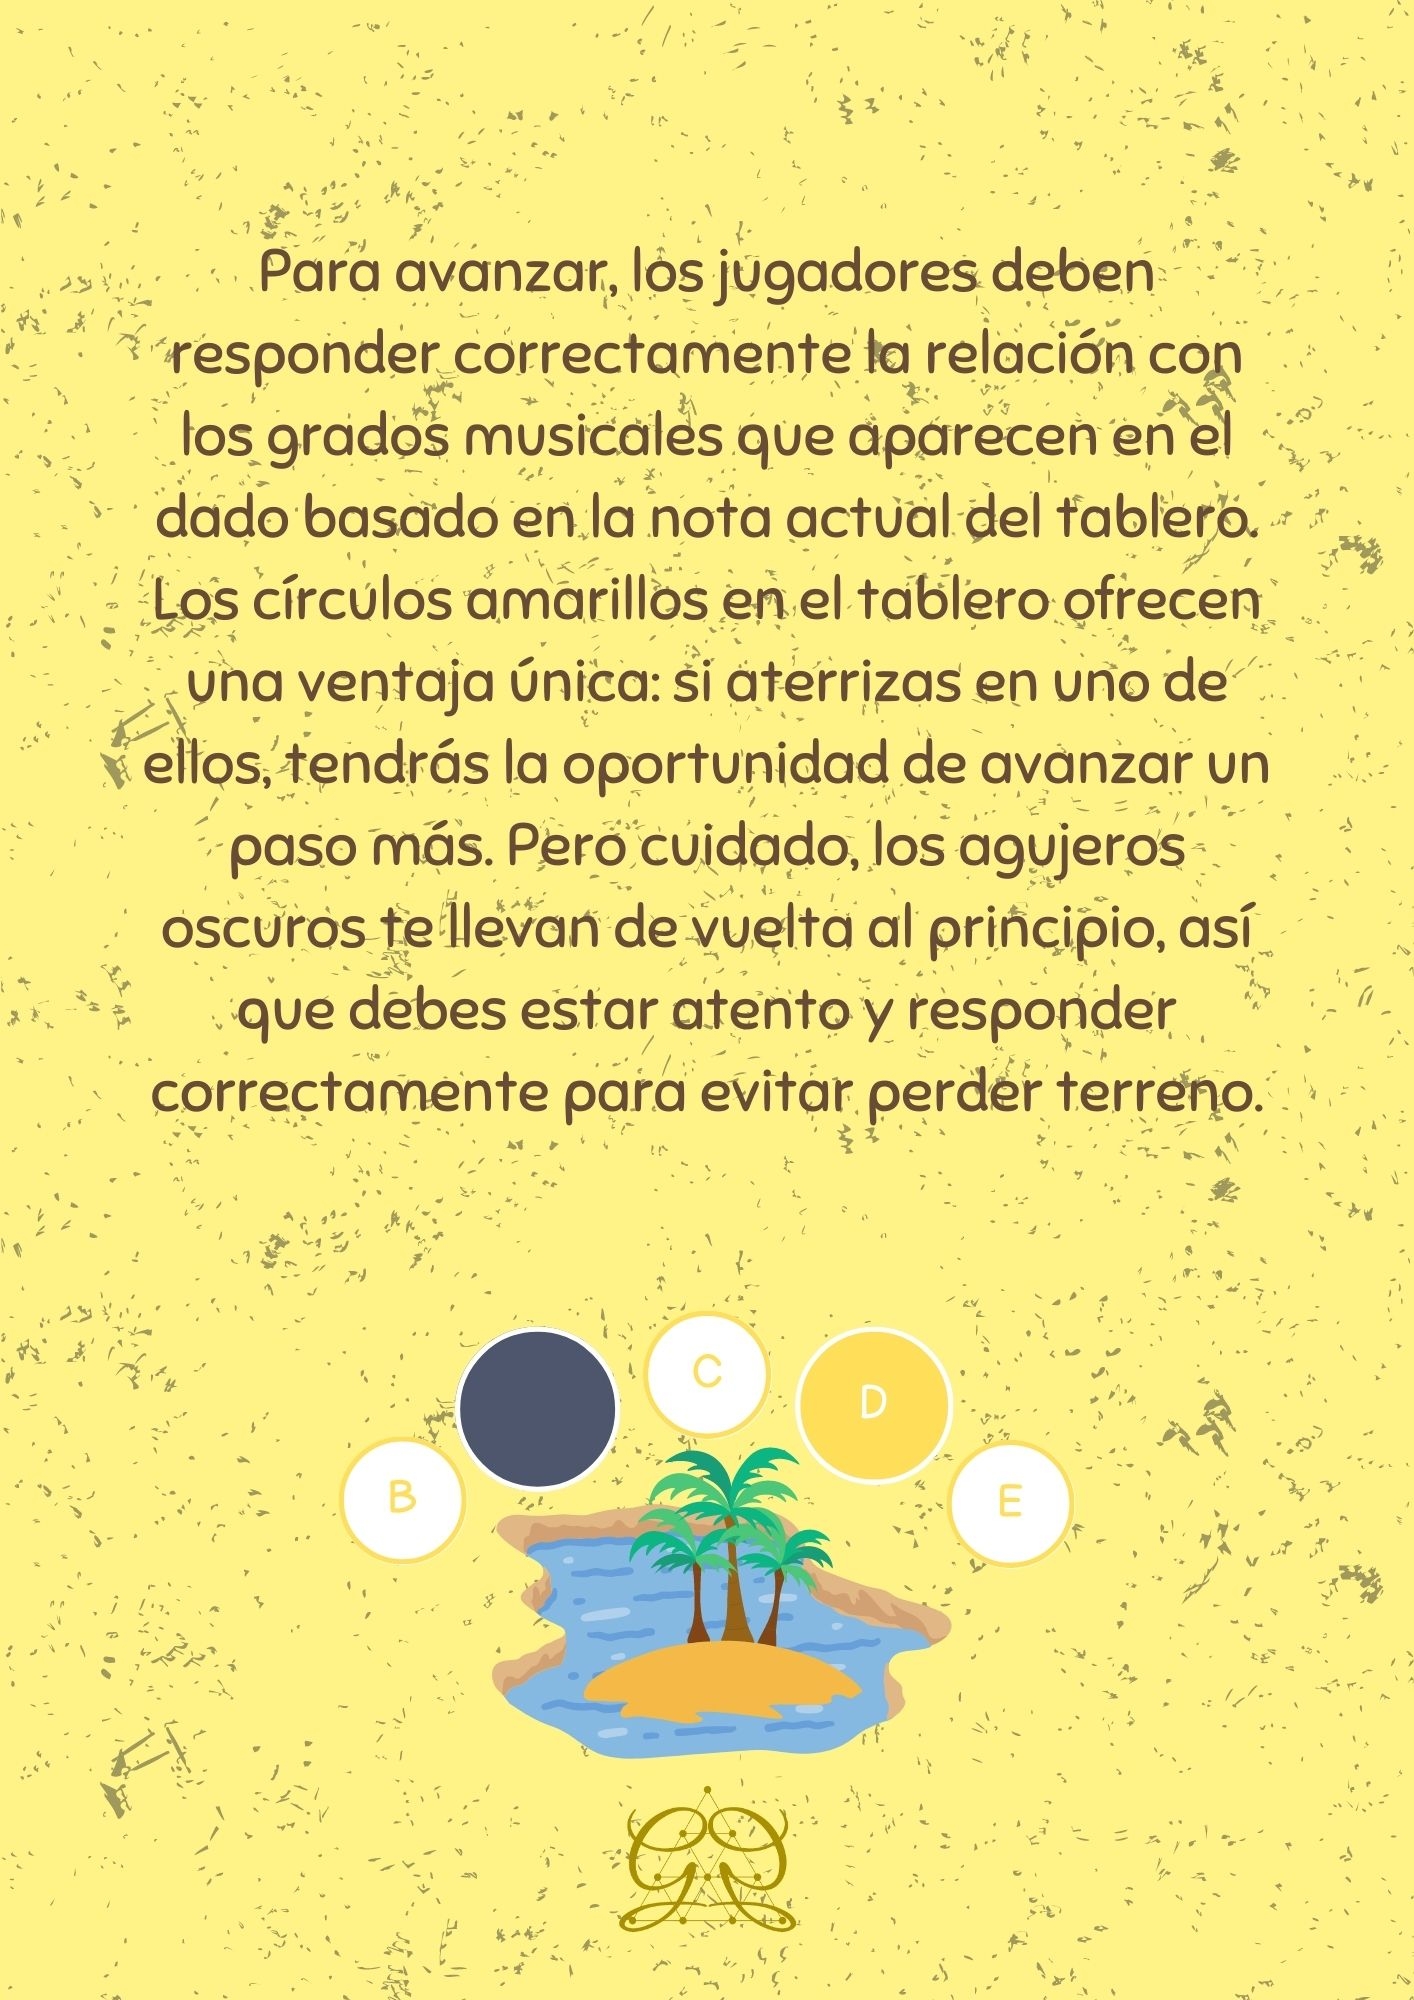 Para avanzar, los jugadores deben
responder correctamente la relación con
los grados musicales que aparecen en el
dado basado en la nota actual del tablero.
Los círculos amarillos en el tablero ofrecen
una ventaja única: si aterrizas en uno de
ellos, tendrás la oportunidad de avanzar un
paso más. Pero cuidado, los agujeros
oscuros te llevan de vuelta al principio, así
que debes estar atento y responder
correctamente para evitar perder terreno.
B
C
D
E